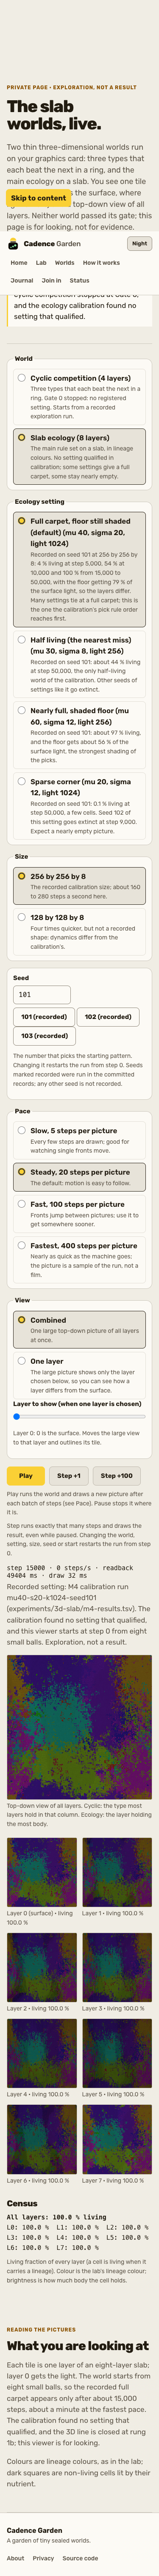 PRIVATE PAGE · EXPLORATION, NOT A RESULT
The slab
worlds, live.
Two thin three-dimensional worlds run
on your graphics card: three types that
each beat the next in a ring, and the
main ecology on a slab. You see one tile
the surface, where
top-down view of all
layers. Neither world passed its gate; this
page is for looking, not for evidence.
Skip to content
Cadence Garden
Night
Home Lab Worlds How it works
Journal Join in Status
and the ecology calibration found no
setting that qualified.
World
Cyclic competition (4 layers)
Three types that each beat the next in a
ring. Gate 0 stopped: no registered
setting. Starts from a recorded
exploration run.
Slab ecology (8 layers)
The main rule set on a slab, in lineage
colours. No setting qualified in
calibration; some settings give a full
carpet, some stay nearly empty.
Ecology setting
Full carpet, floor still shaded
(default) (mu 40, sigma 20,
light 1024)
Recorded on seed 101 at 256 by 256 by
8: 4 % living at step 5,000, 54 % at
10,000 and 100 % from 15,000 to
50,000, with the floor getting 79 % of
the surface light, so the layers differ.
Many settings tie at a full carpet; this is
the one the calibration's pick rule order
reaches first.
Half living (the nearest miss)
(mu 30, sigma 8, light 256)
Recorded on seed 101: about 44 % living
at step 50,000, the only half-living
world of the calibration. Other seeds of
settings like it go extinct.
Nearly full, shaded floor (mu
60, sigma 12, light 256)
Recorded on seed 101: about 97 % living,
and the floor gets about 56 % of the
surface light, the strongest shading of
the picks.
Sparse corner (mu 20, sigma
12, light 1024)
Recorded on seed 101: 0.1 % living at
step 50,000, a few cells. Seed 102 of
this setting goes extinct at step 9,000.
Expect a nearly empty picture.
Size
256 by 256 by 8
The recorded calibration size: about 160
to 280 steps a second here.
128 by 128 by 8
Four times quicker, but not a recorded
shape: dynamics differ from the
calibration's.
Seed
101
101 (recorded) 102 (recorded)
103 (recorded)
The number that picks the starting pattern.
Changing it restarts the run from step 0. Seeds
marked recorded were run in the committed
records; any other seed is not recorded.
Pace
Slow, 5 steps per picture
Every few steps are drawn; good for
watching single fronts move.
Steady, 20 steps per picture
The default: motion is easy to follow.
Fast, 100 steps per picture
Fronts jump between pictures; use it to
get somewhere sooner.
Fastest, 400 steps per picture
Nearly as quick as the machine goes;
the picture is a sample of the run, not a
film.
View
Combined
One large top-down picture of all layers
at once.
One layer
The large picture shows only the layer
chosen below, so you can see how a
layer differs from the surface.
Layer to show (when one layer is chosen)
Layer 0: 0 is the surface. Moves the large view
to that layer and outlines its tile.
Play Step +1 Step +100
Play runs the world and draws a new picture after
each batch of steps (see Pace). Pause stops it where
it is.
Step runs exactly that many steps and draws the
result, even while paused. Changing the world,
setting, size, seed or start restarts the run from step
0.
step 15000 · 0 steps/s · readback
49404 ms · draw 32 ms
Recorded setting: M4 calibration run
mu40-s20-k1024-seed101
(experiments/3d-slab/m4-results.tsv). The
calibration found no setting that qualified,
and this viewer starts its worlds from eight
small balls. Exploration, not a result.
Top-down view of all layers. Cyclic: the type most
layers hold in that column. Ecology: the layer holding
the most body.
Layer 0 (surface) · living
100.0 %
Layer 1 · living 100.0 %
Layer 2 · living 100.0 %
Layer 3 · living 100.0 %
Layer 4 · living 100.0 %
Layer 5 · living 100.0 %
Layer 6 · living 100.0 %
Layer 7 · living 100.0 %
Census
All layers: 100.0 % living
L0: 100.0 % L1: 100.0 % L2: 100.0 %
L3: 100.0 % L4: 100.0 % L5: 100.0 %
L6: 100.0 % L7: 100.0 %
Living fraction of every layer (a cell is living when it
carries a lineage). Colour is the lab's lineage colour;
brightness is how much body the cell holds.
READING THE PICTURES
What you are looking at
Each tile is one layer of an eight-layer slab;
layer 0 gets the light. The world starts from
eight small balls, so the recorded full
carpet appears only after about 15,000
steps, about a minute at the fastest pace.
The calibration found no setting that
qualified, and the 3D line is closed at rung
1b; this viewer is for looking.
Colours are lineage colours, as in the lab;
dark squares are non-living cells lit by their
nutrient.
Cadence Garden
A garden of tiny sealed worlds.
About Privacy Source code